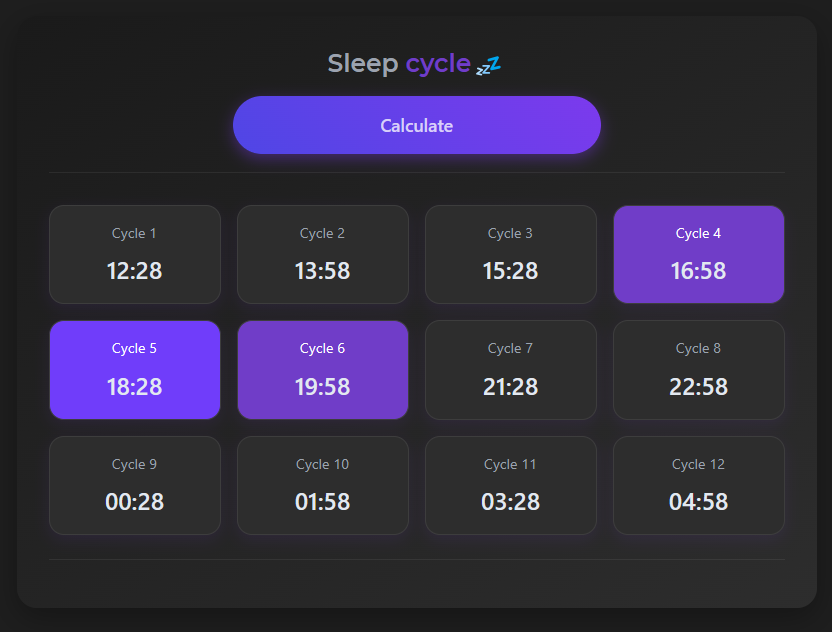 Sleep cycle 💤
Calculate
Cycle 1
12:28
Cycle 2
13:58
Cycle 3
15:28
Cycle 4
16:58
Cycle 5
18:28
Cycle 6
19:58
Cycle 7
21:28
Cycle 8
22:58
Cycle 9
00:28
Cycle 10
01:58
Cycle 11
03:28
Cycle 12
04:58